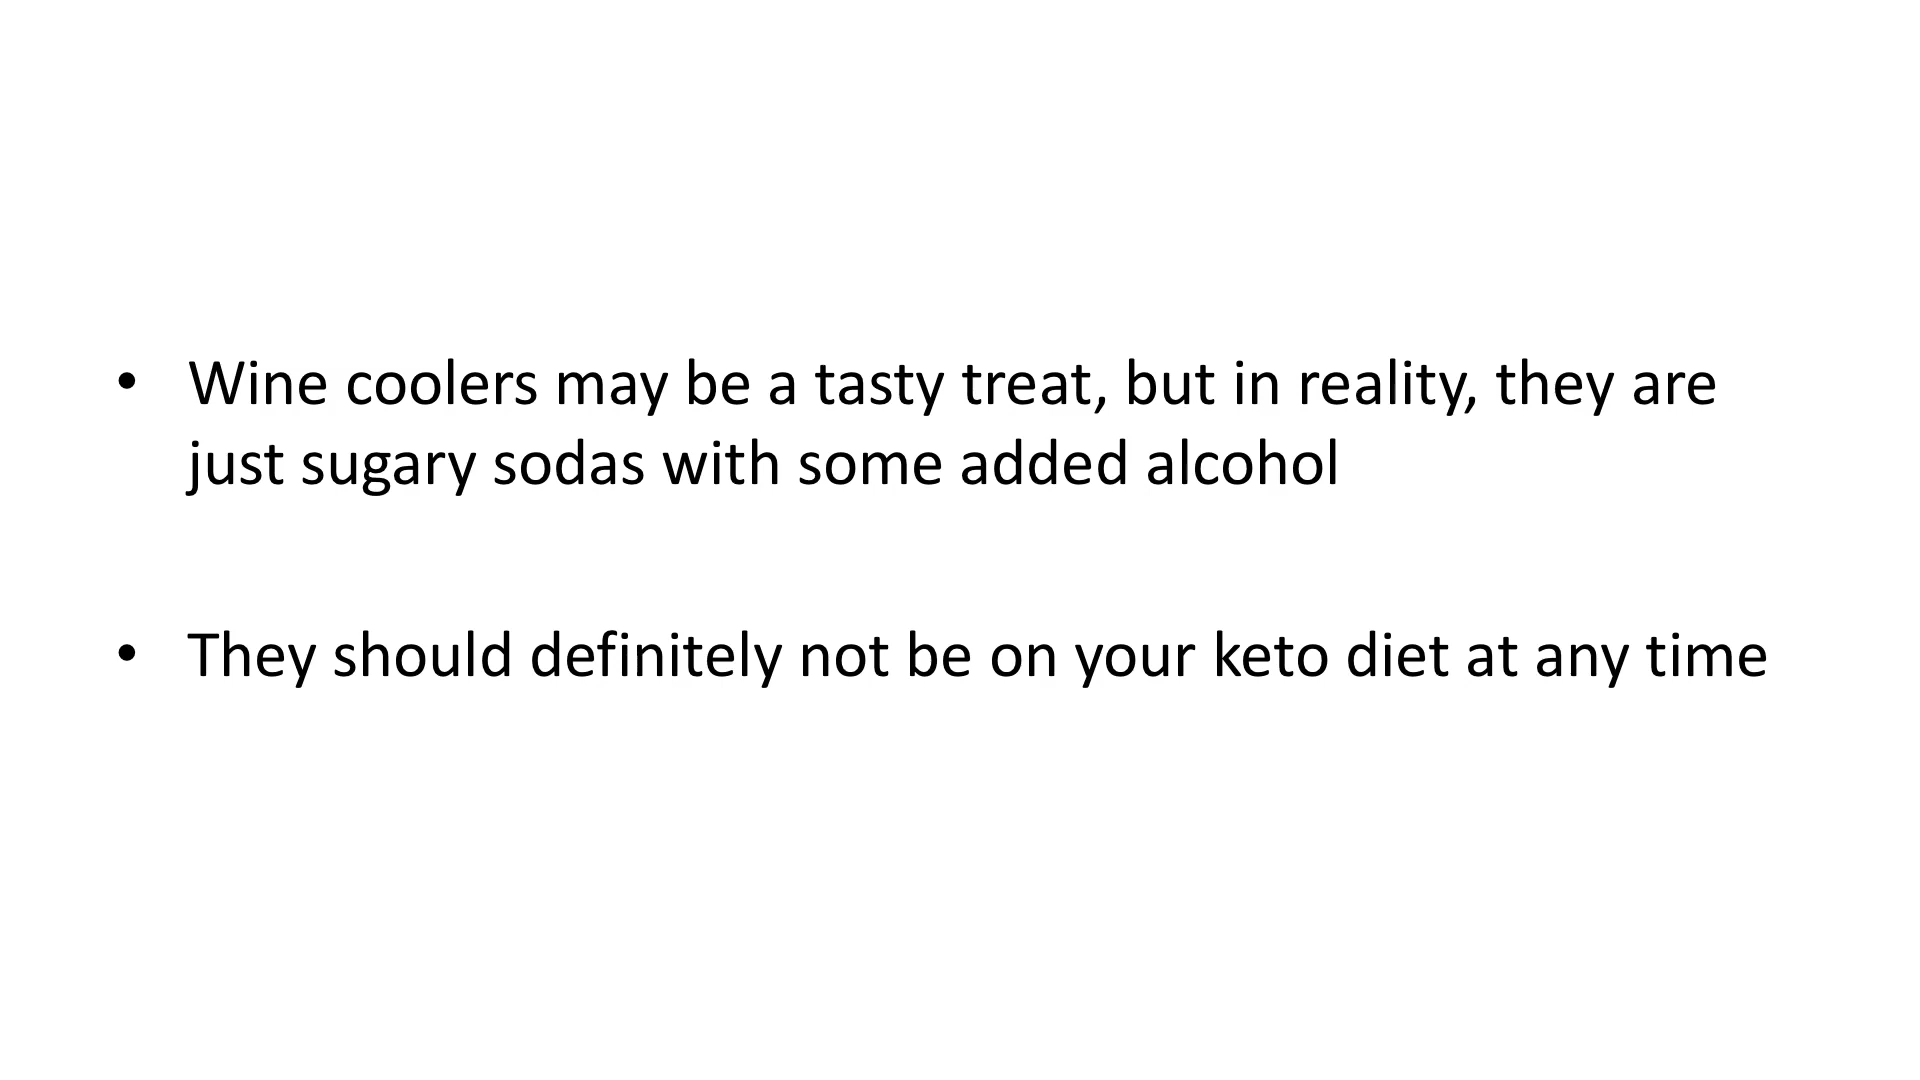 • Wine coolers may be a tasty treat, but in reality, they are
just sugary sodas with some added alcohol
• They should definitely not be on your keto diet at any time